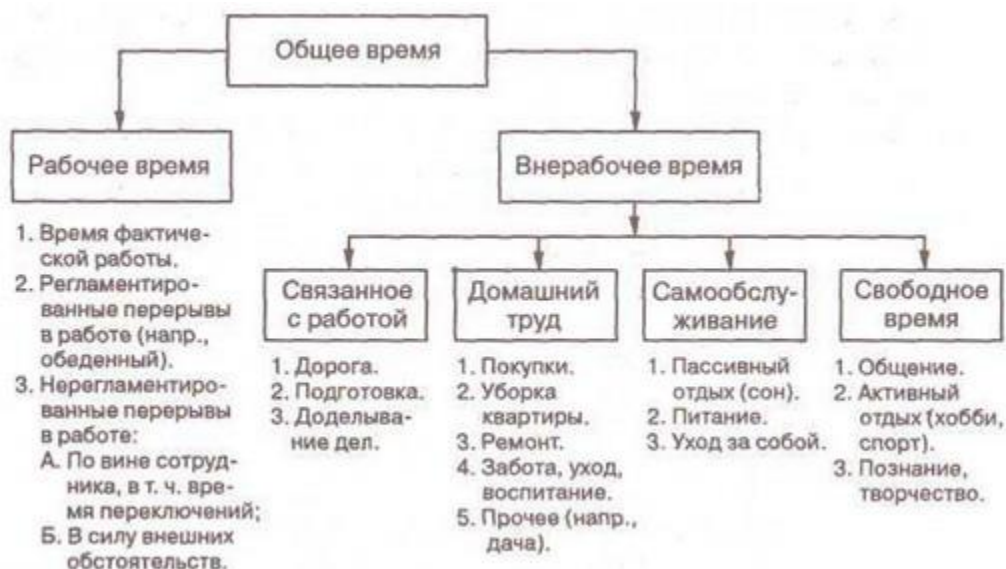 Общее время
Рабочее время
1. Время фактиче-
ской работы.
2. Регламентиро-
ванные перерывы
в работе (напр.,
обеденный).
3. Нерегламентиро-
ванные перерывы
в работе:
А. По вине сотруд-
ника, в т. ч. вре-
мя переключений;
Б. В силу внешних
обстоятельств.
Внерабочее время
Связанное
с работой
1. Дорога.
2. Подготовка.
3. Доделыва-
ние дел.
Домашний
труд
1. Покупки.
2. Уборка
квартиры.
3. Ремонт.
4. Забота, уход,
воспитание.
5. Прочее (напр.,
дача).
Самообслу-
живание
1. Пассивный
отдых (сон).
2. Питание.
3. Уход за собой.
Свободное
время
1. Общение.
2. Активный
отдых (хобби,
спорт).
3. Познание,
творчество.